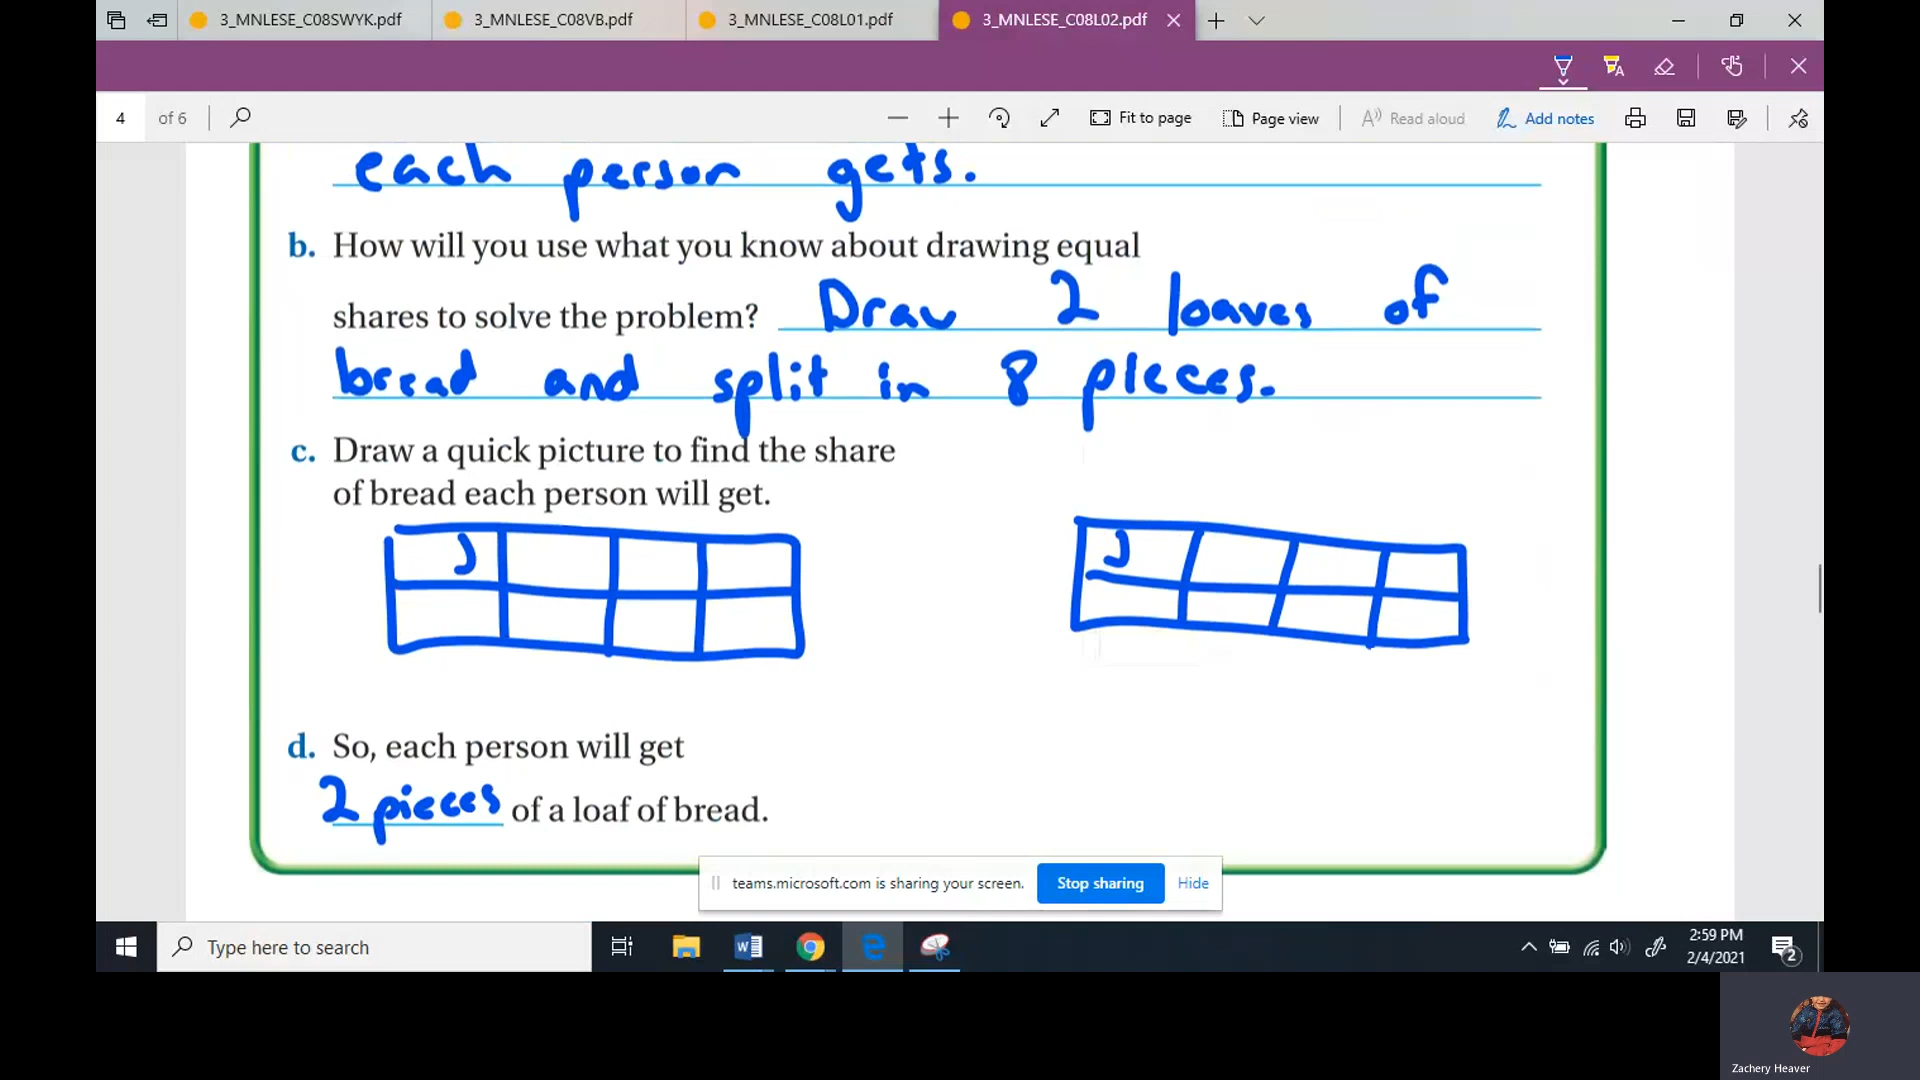 3_MNLESE_C08SWYK.pdf 3_MNLESE_C08VB.pdf 3_MNLESE_C08L01.pdf 3_MNLESE_C08L02.pdf
4 of 6 Fit to page Page view Read aloud Add notes
each person gets.
b. How will you use what you know about drawing equal
shares to solve the problem? Draw 2 loaves of
bread and split in 8 pieces.
c. Draw a quick picture to find the share
of bread each person will get.
J J
d. So, each person will get
2 pieces of a loaf of bread.
teams.microsoft.com is sharing your screen. Stop sharing Hide
Type here to search
2:59 PM
2/4/2021
2
Zachery Heaver